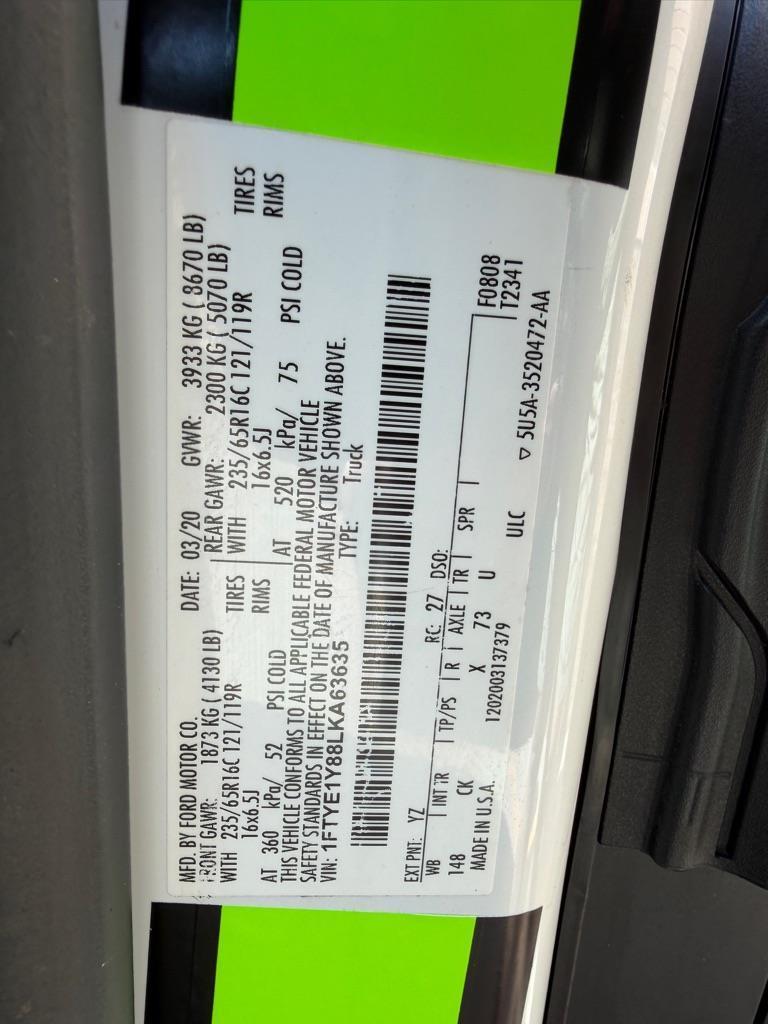 MFD. BY FORD MOTOR CO.
DATE: 03/20 GVWR: 3933 KG ( 8670 LB)
FRONT GAWR: 1873 KG ( 4130 LB) REAR GAWR: 2300 KG ( 5070 LB)
WITH 235/65R16C 121/119R TIRES WITH 235/65R16C 121/119R TIRES
16x6.5J RIMS 16x6.5J RIMS
AT 360 kPa/ 52 PSI COLD AT 520 kPa/ 75 PSI COLD
THIS VEHICLE CONFORMS TO ALL APPLICABLE FEDERAL MOTOR VEHICLE
SAFETY STANDARDS IN EFFECT ON THE DATE OF MANUFACTURE SHOWN ABOVE.
VIN: 1FTYE1Y88LKA63635 TYPE: Truck
EXT PNT: YZ RC: 27 DSO:
WB INT TR TP/PS R AXLE TR SPR F0808
148 CK X 73 U T2341
MADE IN U.S.A. 1202003137379 ULC ▽ 5U5A-3520472-AA